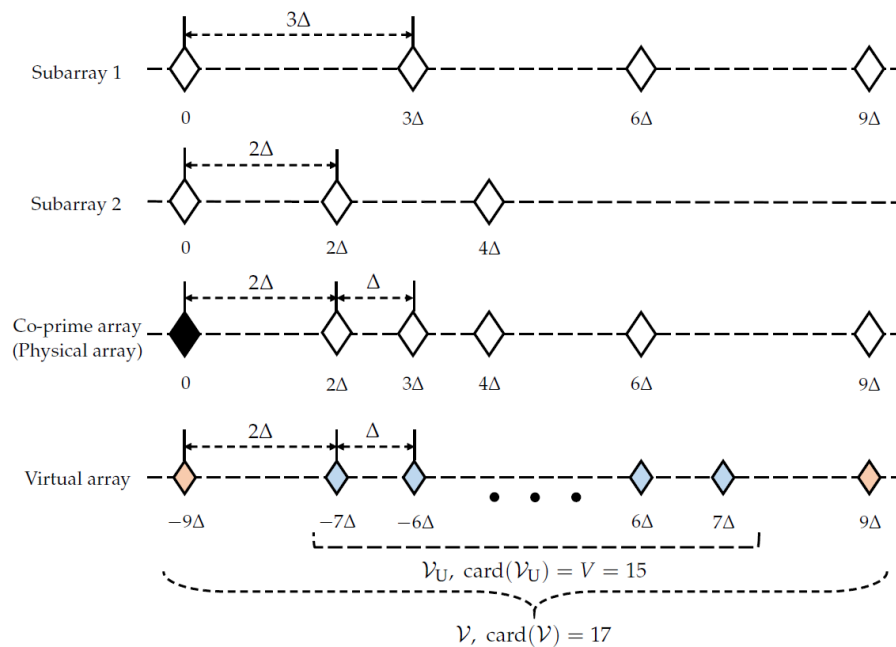 3Δ
Subarray 1
0 3Δ 6Δ 9Δ
2Δ
Subarray 2
0 2Δ 4Δ
2Δ Δ
Co-prime array
(Physical array)
0 2Δ 3Δ 4Δ 6Δ 9Δ
2Δ Δ
Virtual array
−9Δ −7Δ −6Δ 6Δ 7Δ 9Δ
𝒱_U, card(𝒱_U) = V = 15
𝒱, card(𝒱) = 17